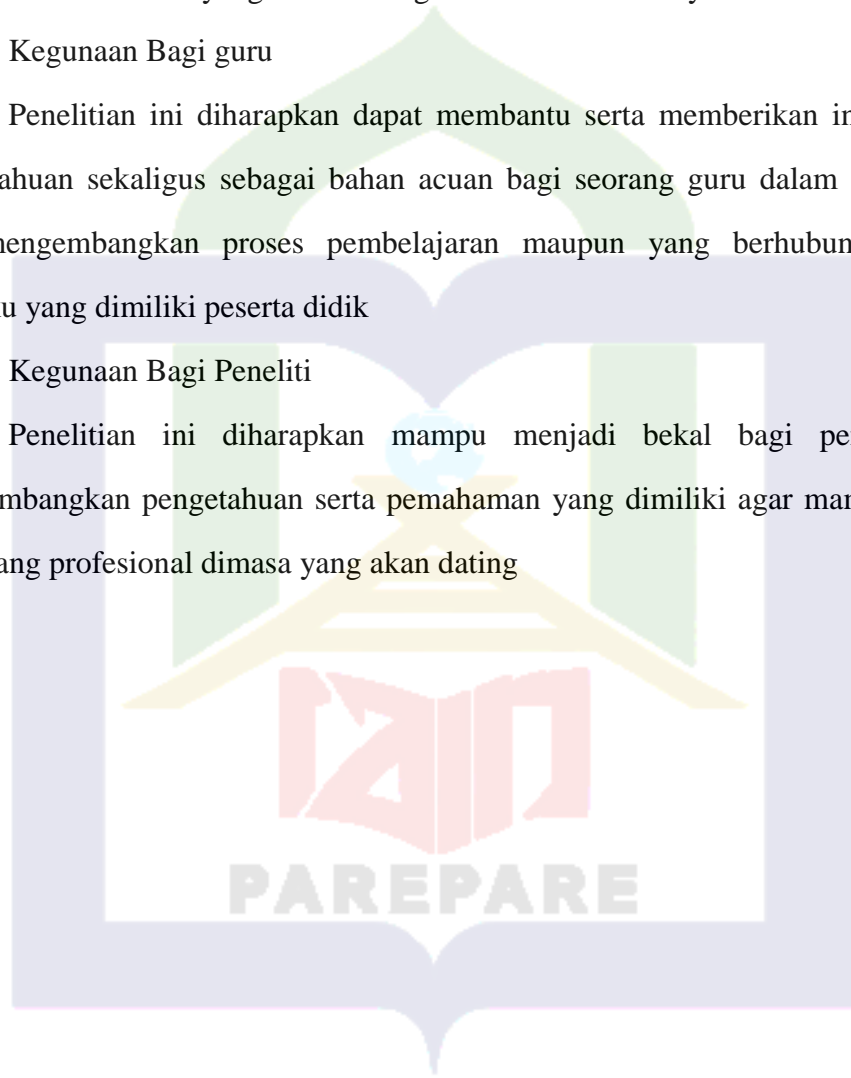 Kegunaan Bagi guru
Penelitian ini diharapkan dapat membantu serta memberikan in
ahuan sekaligus sebagai bahan acuan bagi seorang guru dalam
mengembangkan proses pembelajaran maupun yang berhubun
u yang dimiliki peserta didik
Kegunaan Bagi Peneliti
Penelitian ini diharapkan mampu menjadi bekal bagi pe
mbangkan pengetahuan serta pemahaman yang dimiliki agar mam
ang profesional dimasa yang akan dating
iain
PAREPARE